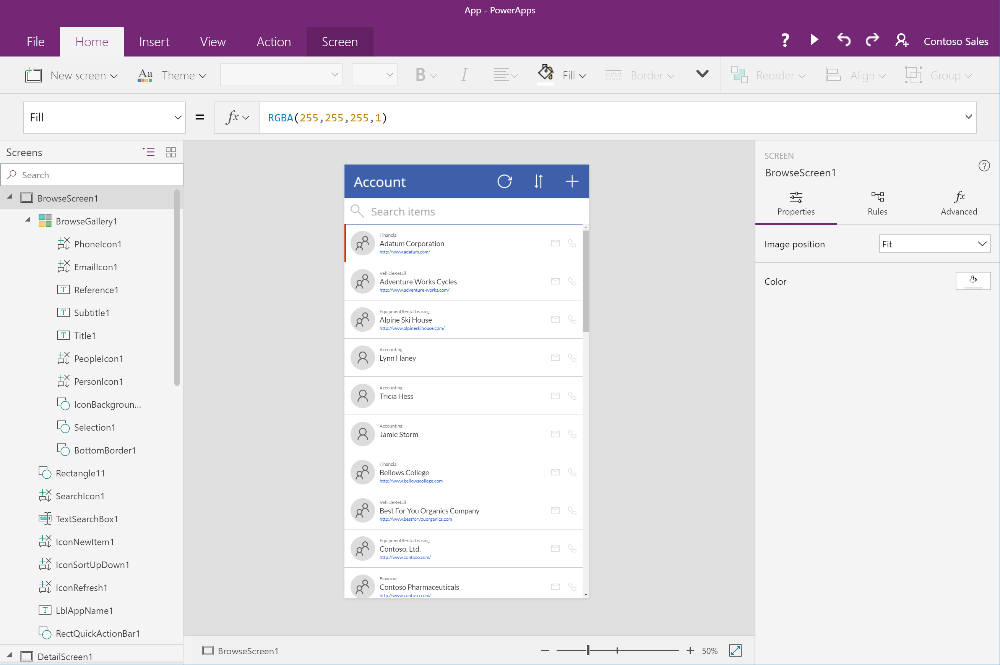 App - PowerApps
File Home Insert View Action Screen Contoso Sales
New screen Aa Theme B I Fill Border Reorder Align Group
Fill = fx RGBA(255,255,255,1)
Screens
Search
BrowseScreen1
BrowseGallery1
PhoneIcon1
EmailIcon1
Reference1
Subtitle1
Title1
PeopleIcon1
PersonIcon1
IconBackgroun...
Selection1
BottomBorder1
Rectangle11
SearchIcon1
TextSearchBox1
IconNewItem1
IconSortUpDown1
IconRefresh1
LblAppName1
RectQuickActionBar1
DetailScreen1
Account
Search items
Financial
Adatum Corporation
http://www.adatum.com/
VehicleRetail
Adventure Works Cycles
http://www.adventure-works.com/
EquipmentRentalLeasing
Alpine Ski House
http://www.alpineskihouse.com/
Accounting
Lynn Haney
Accounting
Tricia Hess
Accounting
Jamie Storm
Financial
Bellows College
http://www.bellowscollege.com
VehicleRetail
Best For You Organics Company
http://www.bestforyouorganics.com
EquipmentRentalLeasing
Contoso, Ltd.
http://www.contoso.com/
Financial
Contoso Pharmaceuticals
http://www.contoso.com/
BrowseScreen1
50%
SCREEN
BrowseScreen1
Properties Rules Advanced
Image position Fit
Color